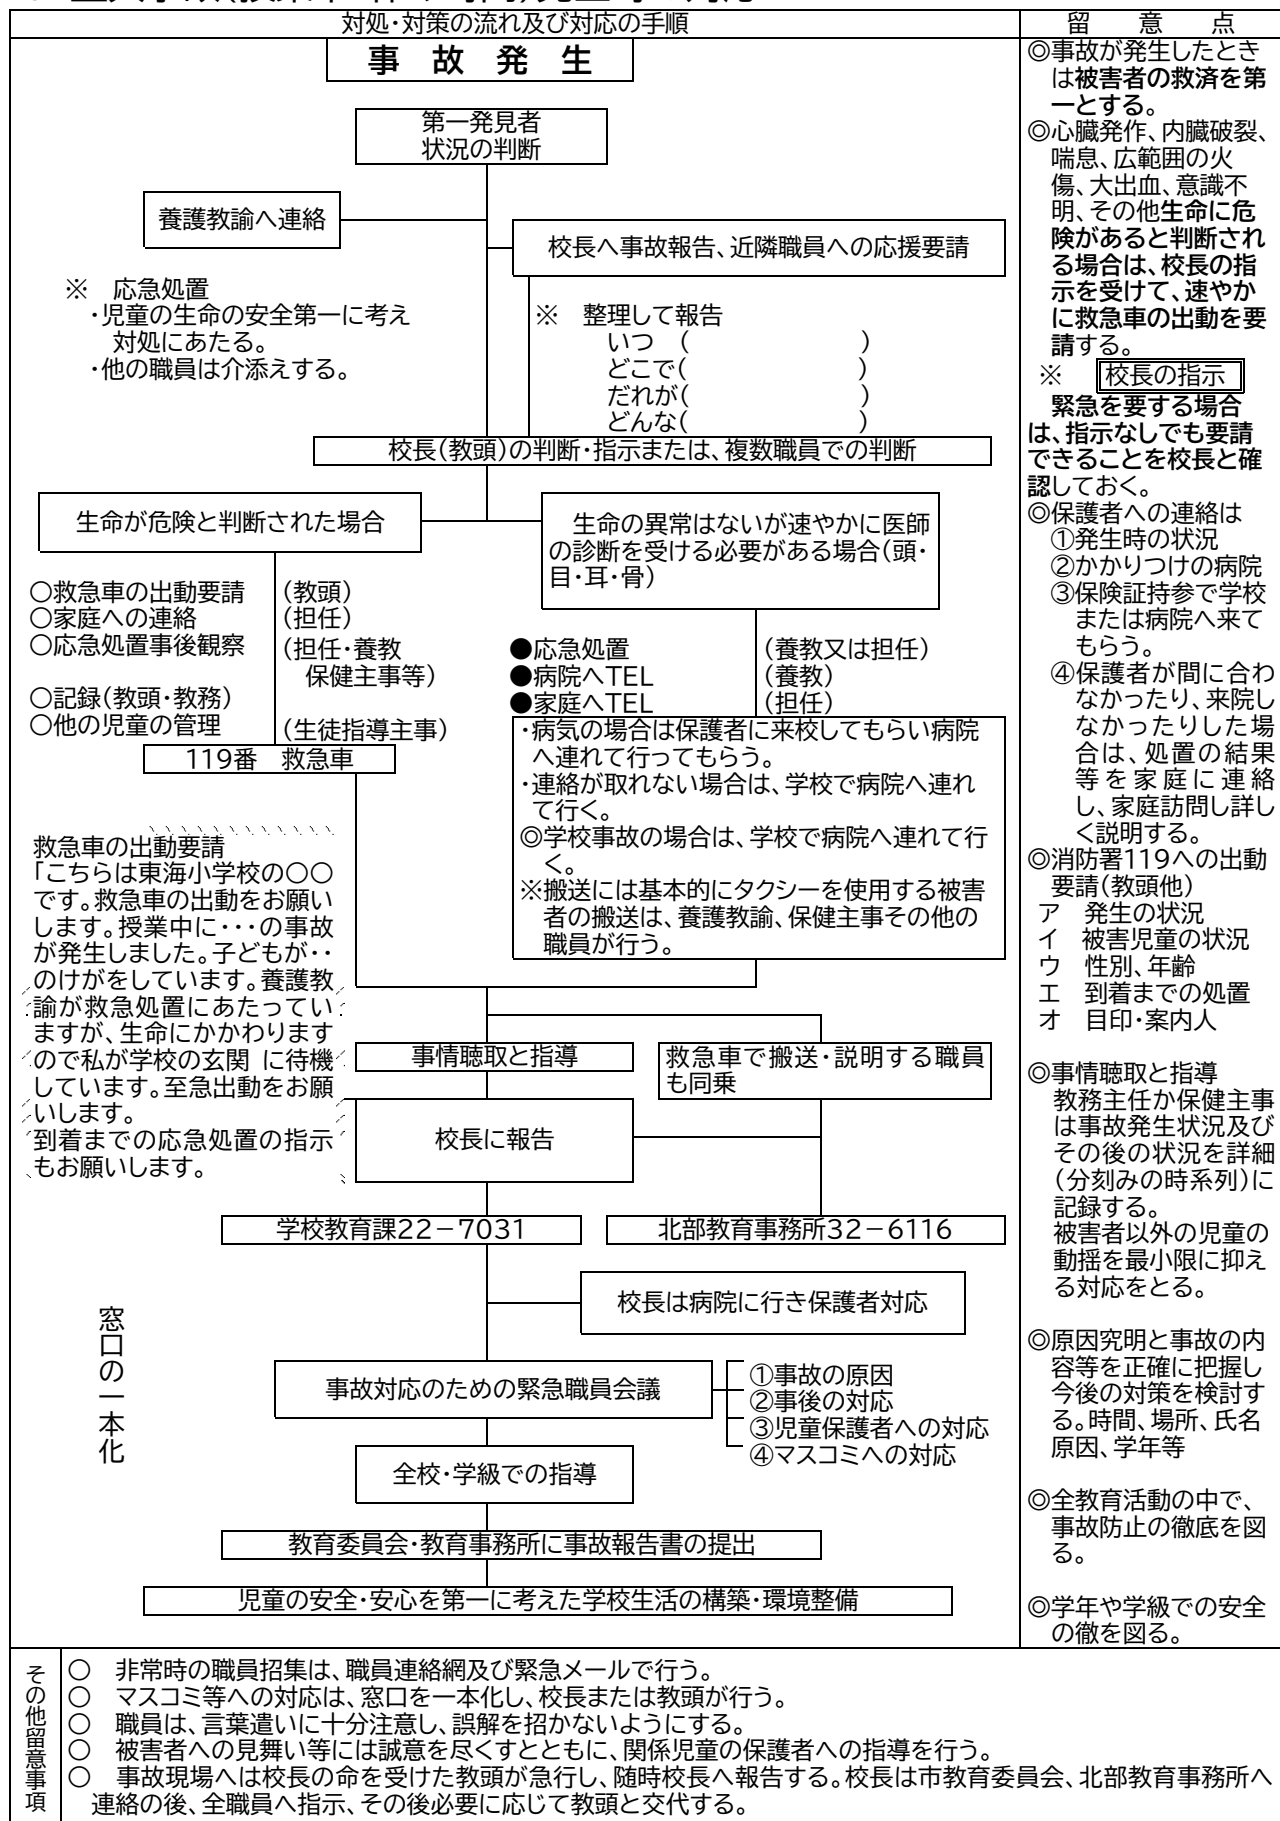 対処・対策の流れ及び対応の手順
留　意　点
事　故　発　生
第一発見者
状況の判断
養護教諭へ連絡
校長へ事故報告、近隣職員への応援要請
※　応急処置
・児童の生命の安全第一に考え
対処にあたる。
・他の職員は介添えする。
※　整理して報告
いつ　（　　　　　　　）
どこで（　　　　　　　）
だれが（　　　　　　　）
どんな（　　　　　　　）
校長（教頭）の判断・指示または、複数職員での判断
生命が危険と判断された場合
生命の異常はないが速やかに医師
の診断を受ける必要がある場合（頭・
目・耳・骨）
○救急車の出動要請　（教頭）
○家庭への連絡　（担任）
○応急処置事後観察　（担任・養教
保健主事等）
○記録（教頭・教務）
○他の児童の管理　（生徒指導主事）
119番　救急車
●応急処置　（養教又は担任）
●病院へTEL　（養教）
●家庭へTEL　（担任）
・病気の場合は保護者に来校してもらい病院
へ連れて行ってもらう。
・連絡が取れない場合は、学校で病院へ連れ
て行く。
◎学校事故の場合は、学校で病院へ連れて行
く。
※搬送には基本的にタクシーを使用する被害
者の搬送は、養護教諭、保健主事その他の
職員が行う。
救急車の出動要請
「こちらは東海小学校の○○
です。救急車の出動をお願い
します。授業中に・・・の事故
が発生しました。子どもが・・
のけがをしています。養護教
諭が救急処置にあたってい
ますが、生命にかかわります
ので私が学校の玄関 に待機
しています。至急出動をお願
いします。
到着までの応急処置の指示
もお願いします。
事情聴取と指導
救急車で搬送・説明する職員
も同乗
校長に報告
学校教育課22－7031
北部教育事務所32－6116
校長は病院に行き保護者対応
窓口の一本化
事故対応のための緊急職員会議
①事故の原因
②事後の対応
③児童保護者への対応
④マスコミへの対応
全校・学級での指導
教育委員会・教育事務所に事故報告書の提出
児童の安全・安心を第一に考えた学校生活の構築・環境整備
◎事故が発生したとき
は被害者の救済を第
一とする。
◎心臓発作、内臓破裂、
喘息、広範囲の火
傷、大出血、意識不
明、その他生命に危
険があると判断され
る場合は、校長の指
示を受けて、速やか
に救急車の出動を要
請する。
※　校長の指示
緊急を要する場合
は、指示なしでも要請
できることを校長と確
認しておく。
◎保護者への連絡は
①発生時の状況
②かかりつけの病院
③保険証持参で学校
または病院へ来て
もらう。
④保護者が間に合わ
なかったり、来院し
なかったりした場
合は、処置の結果
等を家庭に連絡
し、家庭訪問し詳し
く説明する。
◎消防署119への出動
要請（教頭他）
ア　発生の状況
イ　被害児童の状況
ウ　性別、年齢
エ　到着までの処置
オ　目印・案内人
◎事情聴取と指導
教務主任か保健主事
は事故発生状況及び
その後の状況を詳細
（分刻みの時系列）に
記録する。
被害者以外の児童の
動揺を最小限に抑え
る対応をとる。
◎原因究明と事故の内
容等を正確に把握し
今後の対策を検討す
る。時間、場所、氏名
原因、学年等
◎全教育活動の中で、
事故防止の徹底を図
る。
◎学年や学級での安全
の徹を図る。
その他留意事項
○　非常時の職員招集は、職員連絡網及び緊急メールで行う。
○　マスコミ等への対応は、窓口を一本化し、校長または教頭が行う。
○　職員は、言葉遣いに十分注意し、誤解を招かないようにする。
○　被害者への見舞い等には誠意を尽くすとともに、関係児童の保護者への指導を行う。
○　事故現場へは校長の命を受けた教頭が急行し、随時校長へ報告する。校長は市教育委員会、北部教育事務所へ
連絡の後、全職員へ指示、その後必要に応じて教頭と交代する。